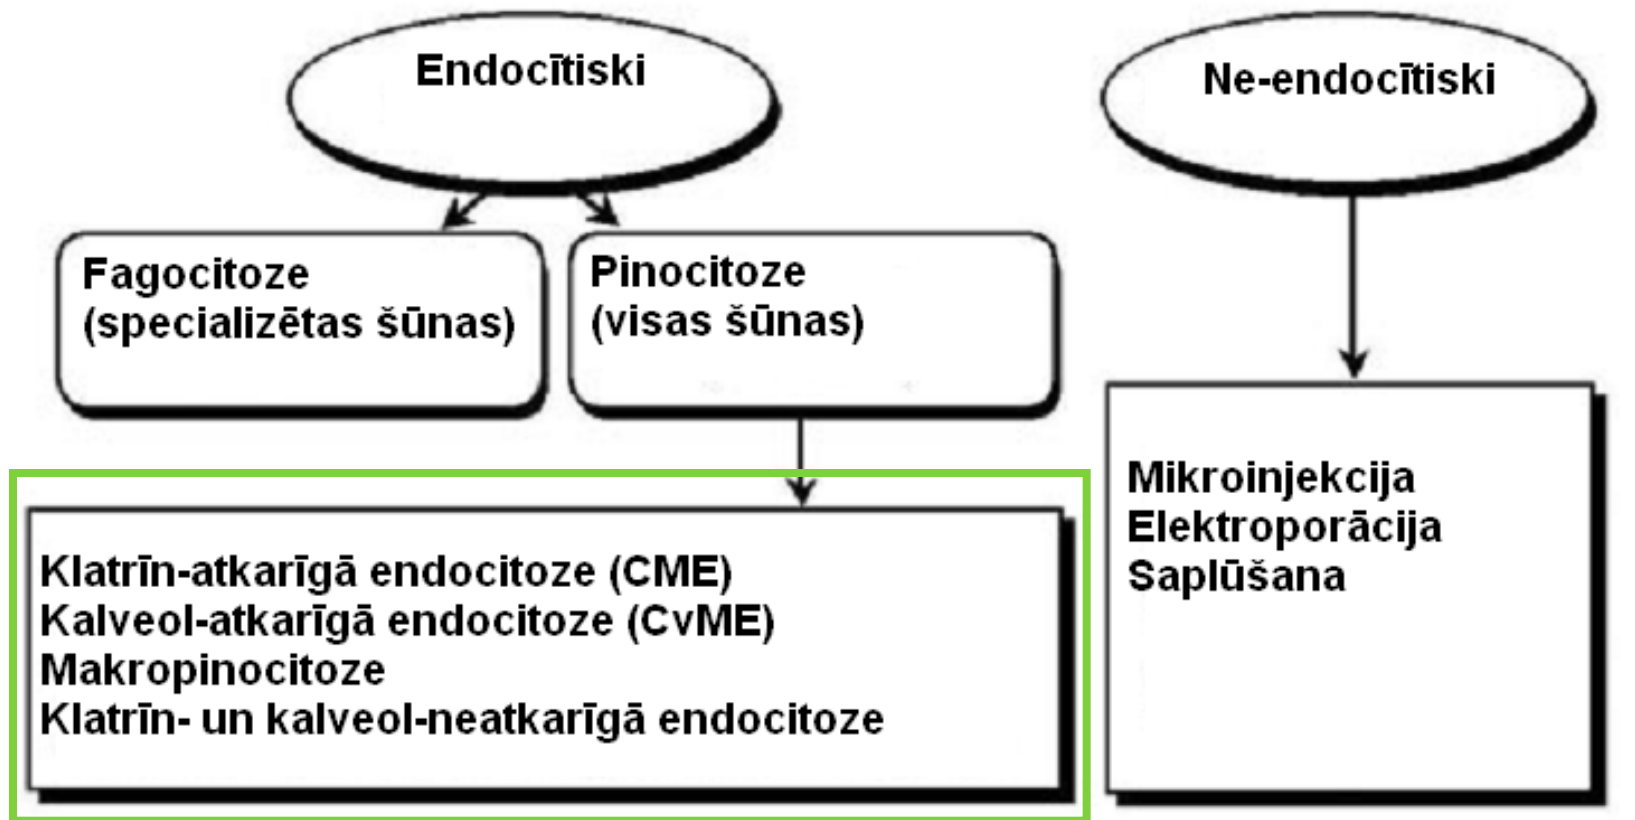 Endocītiski
Ne-endocītiski
Fagocitoze
(specializētas šūnas)
Pinocitoze
(visas šūnas)
Klatrīn-atkarīgā endocitoze (CME)
Kalveol-atkarīgā endocitoze (CvME)
Makropinocitoze
Klatrīn- un kalveol-neatkarīgā endocitoze
Mikroinjekcija
Elektroporācija
Saplūšana